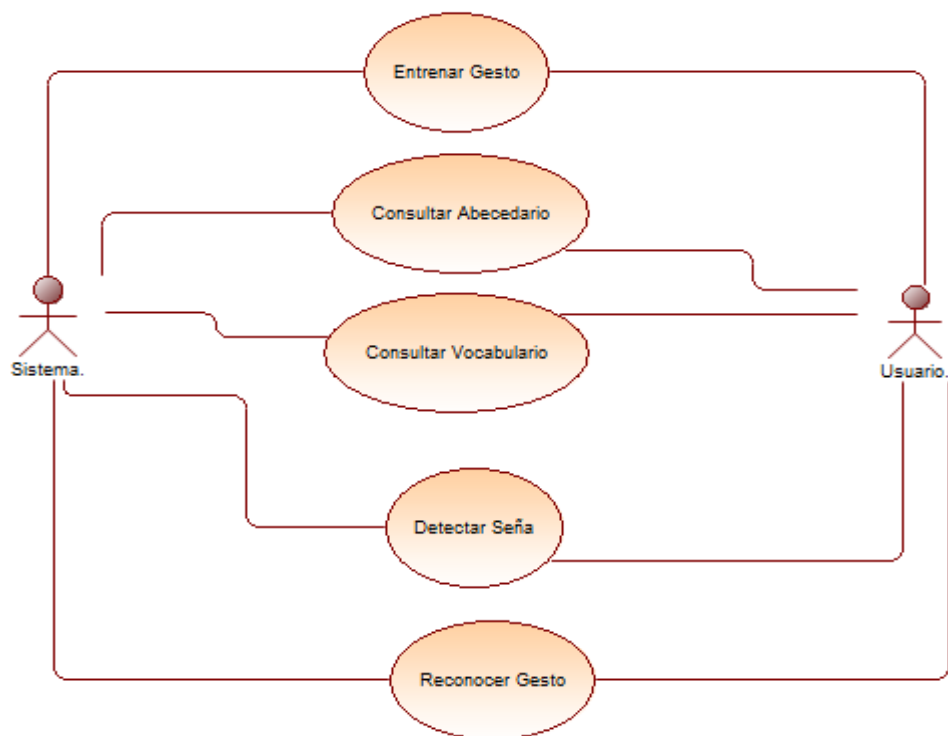 Entrenar Gesto
Consultar Abecedario
Consultar Vocabulario
Sistema.
Usuario.
Detectar Seña
Reconocer Gesto